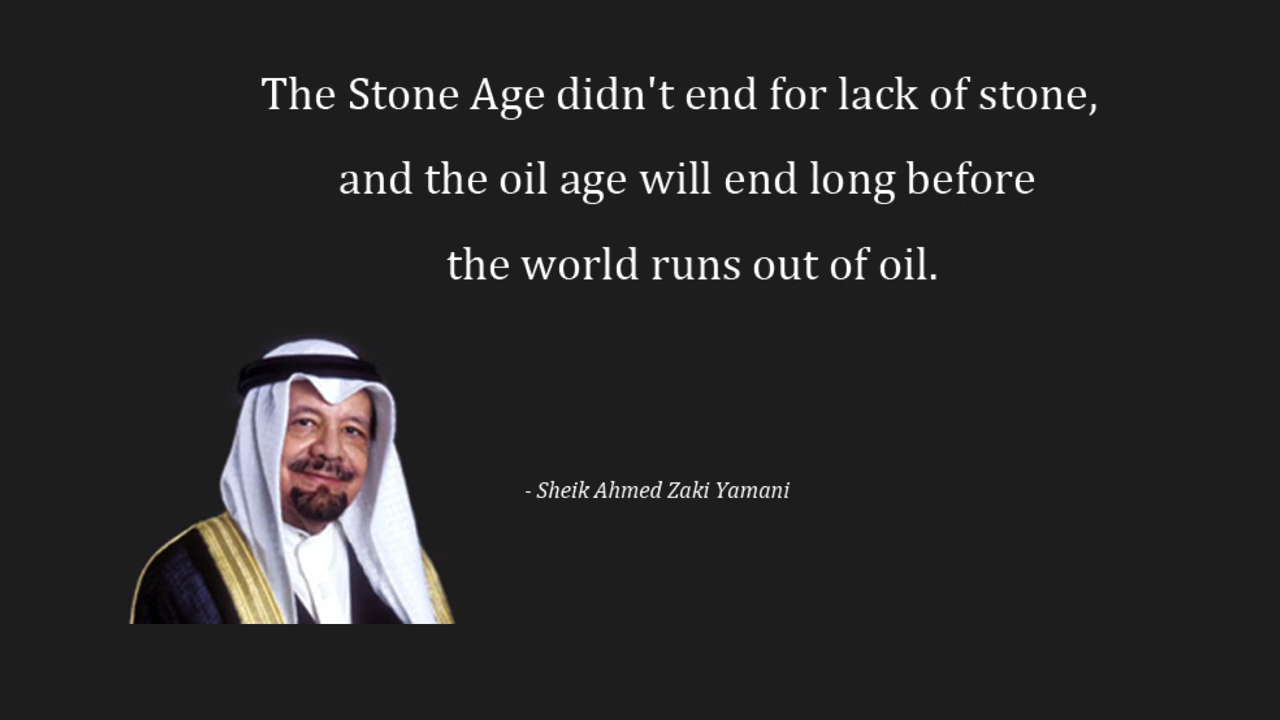 The Stone Age didn't end for lack of stone,
and the oil age will end long before
the world runs out of oil.
- Sheik Ahmed Zaki Yamani